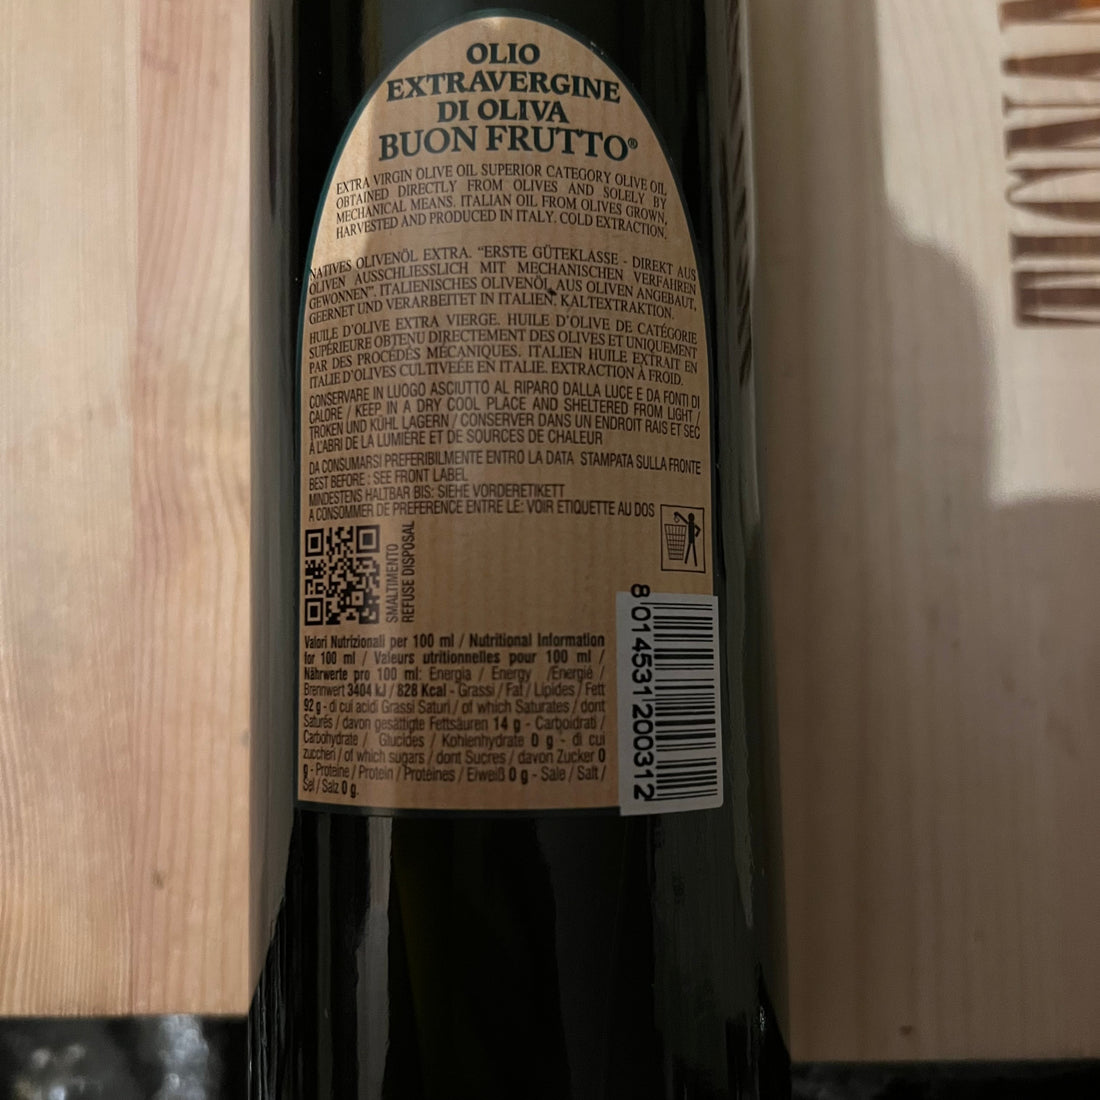 OLIO
EXTRAVERGINE
DI OLIVA
BUON FRUTTO®
EXTRA VIRGIN OLIVE OIL SUPERIOR CATEGORY OLIVE OIL
OBTAINED DIRECTLY FROM OLIVES AND SOLELY BY
MECHANICAL MEANS. ITALIAN OIL FROM OLIVES GROWN,
HARVESTED AND PRODUCED IN ITALY. COLD EXTRACTION.
NATIVES OLIVENÖL EXTRA. “ERSTE GÜTEKLASSE - DIREKT AUS
OLIVEN AUSSCHLIESSLICH MIT MECHANISCHEN VERFAHREN
GEWONNEN”. ITALIENISCHES OLIVENÖL, AUS OLIVEN ANGEBAUT,
GEERNET UND VERARBEITET IN ITALIEN. KALTEXTRAKTION.
HUILE D’OLIVE EXTRA VIERGE. HUILE D’OLIVE DE CATÉGORIE
SUPÉRIEURE OBTENU DIRECTEMENT DES OLIVES ET UNIQUEMENT
PAR DES PROCÉDÉS MÉCANIQUES. ITALIEN HUILE EXTRAIT EN
ITALIE D’OLIVES CULTIVEÉE EN ITALIE. EXTRACTION À FROID.
CONSERVARE IN LUOGO ASCIUTTO AL RIPARO DALLA LUCE E DA FONTI DI
CALORE / KEEP IN A DRY COOL PLACE AND SHELTERED FROM LIGHT /
TROKEN UND KÜHL LAGERN / CONSERVER DANS UN ENDROIT RAIS ET SEC
À L’ABRI DE LA LUMIÈRE ET DE SOURCES DE CHALEUR
DA CONSUMARSI PREFERIBILMENTE ENTRO LA DATA STAMPATA SULLA FRONTE
BEST BEFORE : SEE FRONT LABEL
MINDESTENS HALTBAR BIS: SIEHE VORDERETIKETT
A CONSOMMER DE PREFERENCE ENTRE LE: VOIR ETIQUETTE AU DOS
SMALTIMENTO
REFUSE DISPOSAL
Valori Nutrizionali per 100 ml / Nutritional Information
for 100 ml / Valeurs utritionnelles pour 100 ml /
Nährwerte pro 100 ml: Energia / Energy /Energié /
Brennwert 3404 kJ / 828 Kcal - Grassi / Fat / Lipides / Fett
92 g - di cui acidi Grassi Saturi / of which Saturates / dont
Saturés / davon gesättigte Fettsäuren 14 g - Carboidrati /
Carbohydrate / Glucides / Kohlenhydrate 0 g - di cui
zuccheri / of which sugars / dont Sucres / davon Zucker 0
g - Proteine / Protein / Proteines / Eiweiß 0 g - Sale / Salt /
Sel / Salz 0 g.
8 014531 200312